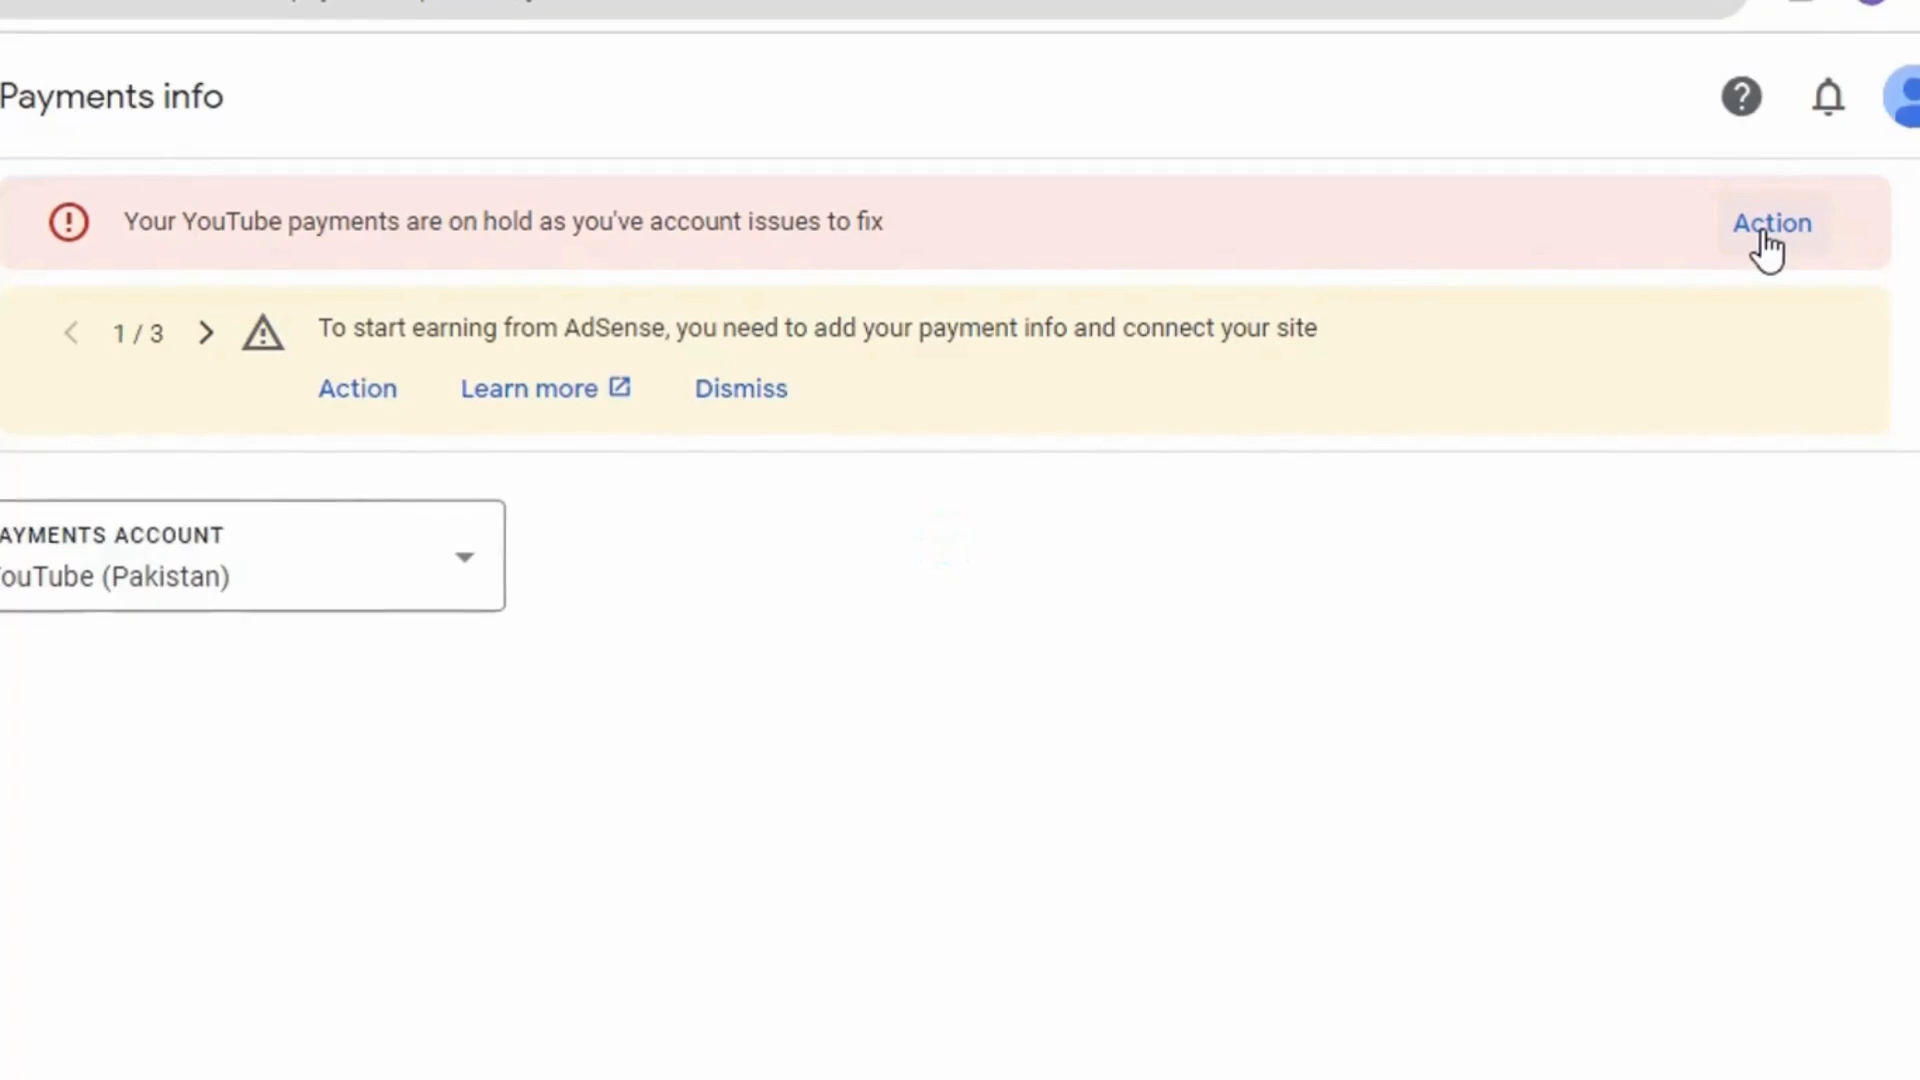 Payments info
Your YouTube payments are on hold as you've account issues to fix
Action
1 / 3
To start earning from AdSense, you need to add your payment info and connect your site
Action Learn more Dismiss
AYMENTS ACCOUNT
ouTube (Pakistan)